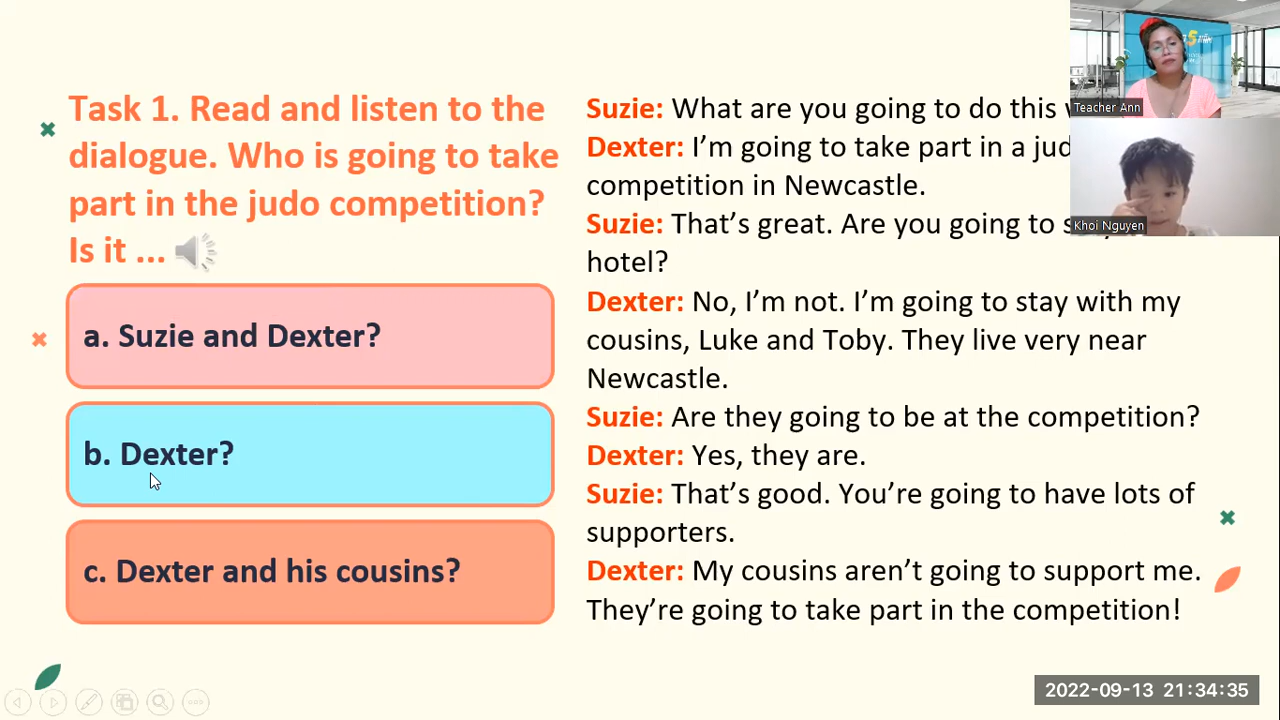 Task 1. Read and listen to the
dialogue. Who is going to take
part in the judo competition?
Is it ...
a. Suzie and Dexter?
b. Dexter?
c. Dexter and his cousins?
Suzie: What are you going to do this
Dexter: I’m going to take part in a
competition in Newcastle.
Suzie: That’s great. Are you going to
hotel?
Dexter: No, I’m not. I’m going to stay with my
cousins, Luke and Toby. They live very near
Newcastle.
Suzie: Are they going to be at the competition?
Dexter: Yes, they are.
Suzie: That’s good. You’re going to have lots of
supporters.
Dexter: My cousins aren’t going to support me.
They’re going to take part in the competition!
Teacher Ann
Khoi Nguyen
2022-09-13 21:34:35